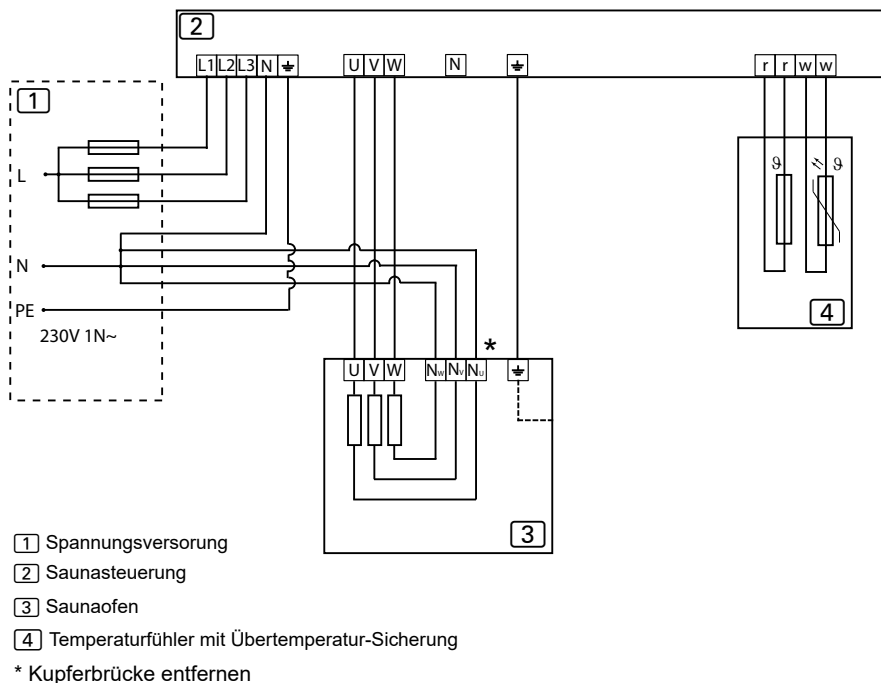 2
L1 L2 L3 N U V W N r r w w
1
L
ϑ ϑ
N
PE
4
230V 1N~
*
U V W Nw Nv Nu
3
1 Spannungsversorung
2 Saunasteuerung
3 Saunaofen
4 Temperaturfühler mit Übertemperatur-Sicherung
* Kupferbrücke entfernen